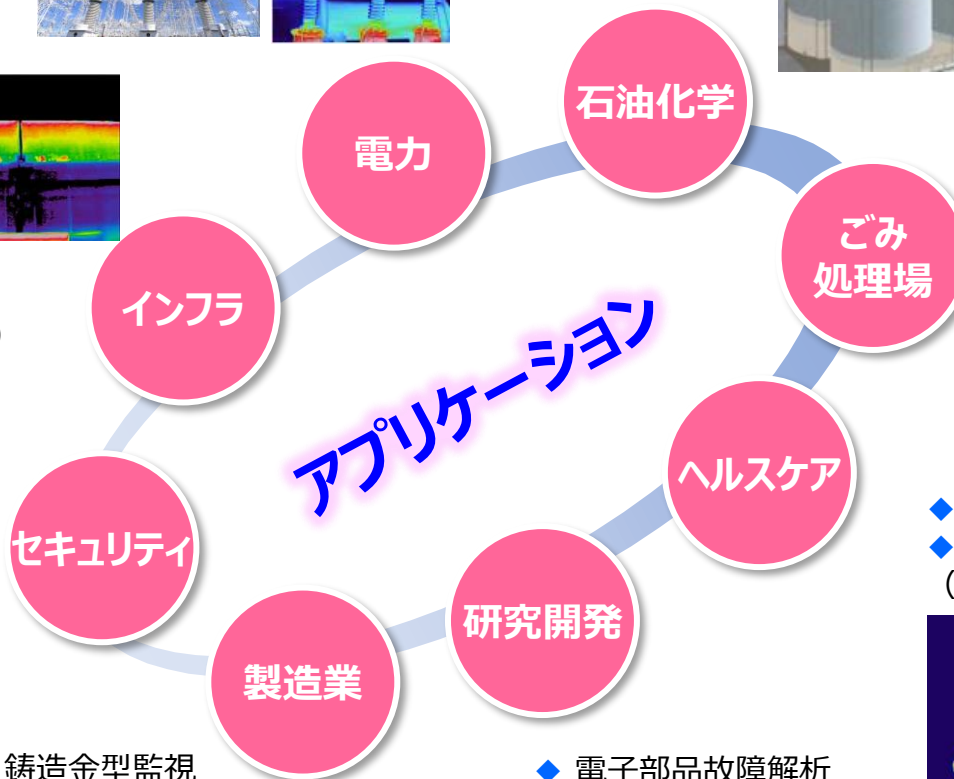 石油化学
電力
ごみ
処理場
インフラ
アプリケーション
ヘルスケア
セキュリティ
研究開発
製造業
鋳造金型監視
◆ 電子部品故障解析
◆
◆
（
）